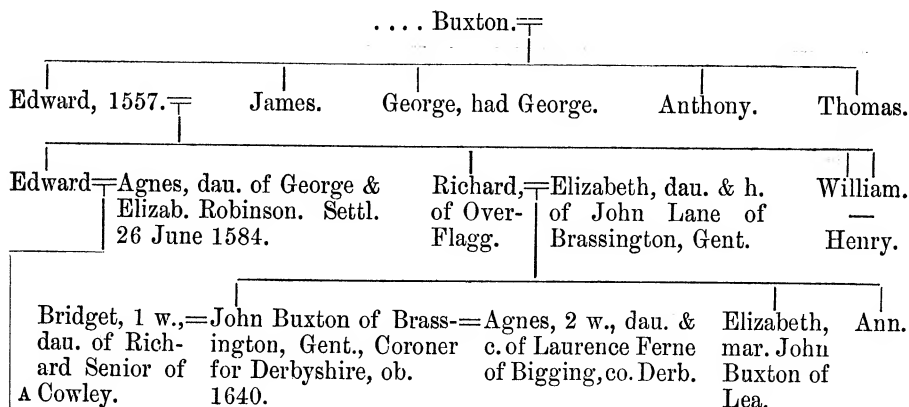 .... Buxton.
Edward, 1557. James. George, had George. Anthony. Thomas.
Edward=Agnes, dau. of George &
Elizab. Robinson. Settl.
26 June 1584.
Richard,
of Over-
Flagg.
=Elizabeth, dau. & h.
of John Lane of
Brassington, Gent.
William.
—
Henry.
Bridget, 1 w.,=
dau. of Rich-
ard Senior of
A Cowley.
John Buxton of Brass-
ington, Gent., Coroner
for Derbyshire, ob.
1640.
=Agnes, 2 w., dau. &
c. of Laurence Ferne
of Bigging, co. Derb.
Elizabeth,
mar. John
Buxton of
Lea.
Ann.